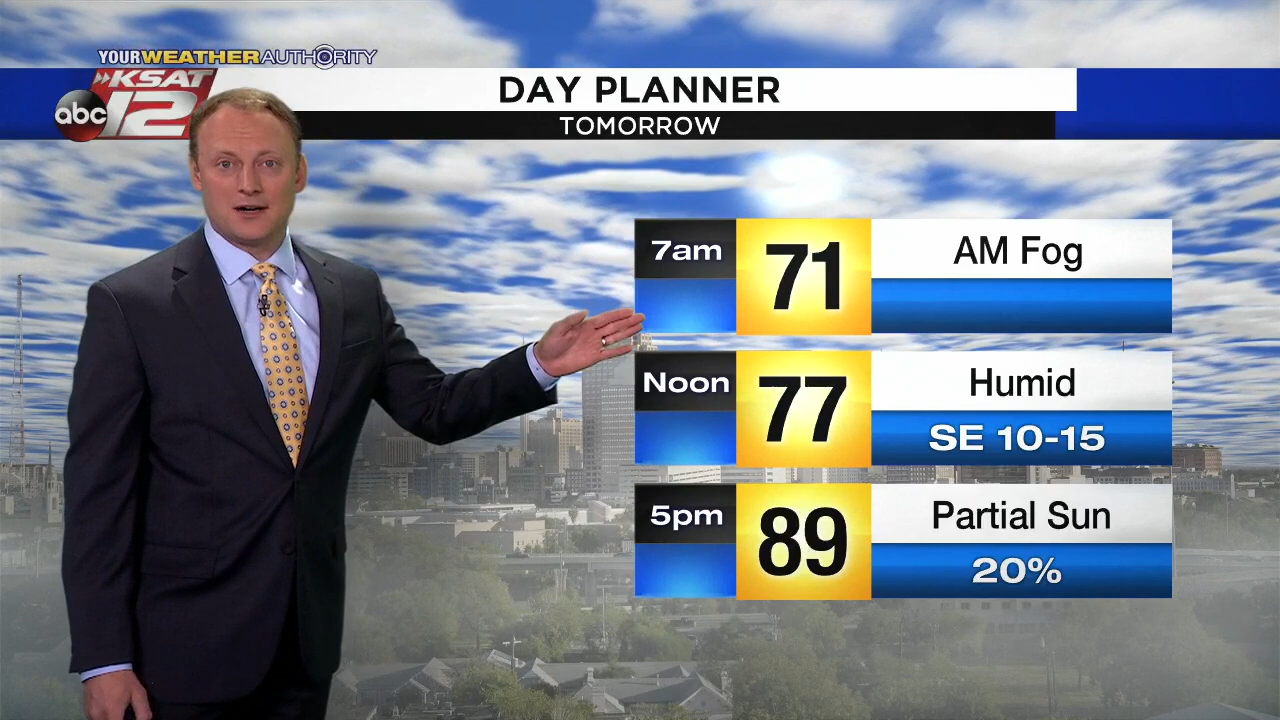 YOURWEATHERAUTHORITY
KSAT
abc 12
DAY PLANNER
TOMORROW
7am 71 AM Fog
Noon 77 Humid
SE 10-15
5pm 89 Partial Sun
20%